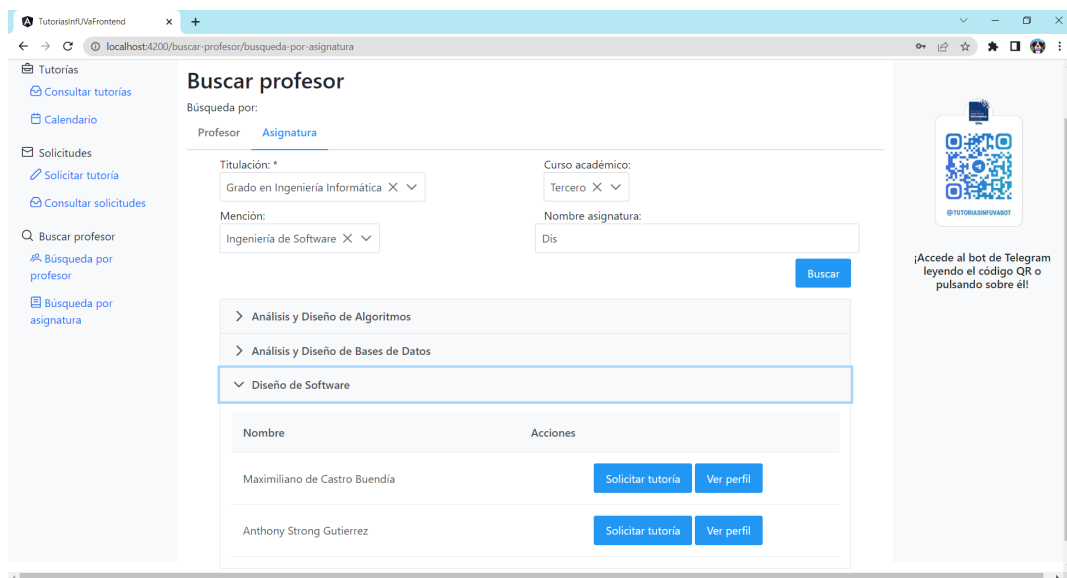 TutoriasInfUVaFrontend
localhost:4200/buscar-profesor/busqueda-por-asignatura
Tutorías
Consultar tutorías
Calendario
Solicitudes
Solicitar tutoría
Consultar solicitudes
Buscar profesor
Búsqueda por
profesor
Búsqueda por
asignatura
Buscar profesor
Búsqueda por:
Profesor Asignatura
Titulación: * Curso académico:
Grado en Ingeniería Informática Tercero
Mención: Nombre asignatura:
Ingeniería de Software Dis
Buscar
Análisis y Diseño de Algoritmos
Análisis y Diseño de Bases de Datos
Diseño de Software
Nombre Acciones
Maximiliano de Castro Buendía Solicitar tutoría Ver perfil
Anthony Strong Gutierrez Solicitar tutoría Ver perfil
@TUTORIASINFUVABOT
¡Accede al bot de Telegram
leyendo el código QR o
pulsando sobre él!